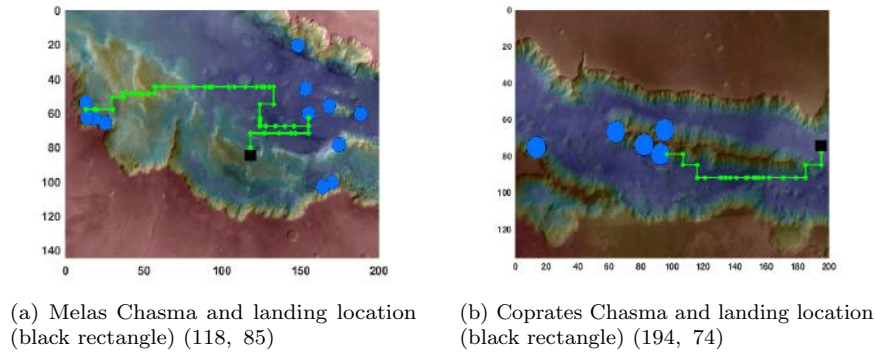 0
20
40
60
80
100
120
140
0 50 100 150 200
0
20
40
60
80
100
120
0 20 40 60 80 100 120 140 160 180 200
(a) Melas Chasma and landing location
(black rectangle) (118, 85)
(b) Coprates Chasma and landing location
(black rectangle) (194, 74)